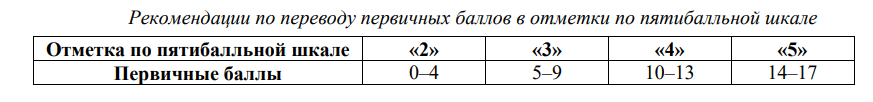 Рекомендации по переводу первичных баллов в отметки по пятибалльной шкале
Отметка по пятибалльной шкале «2» «3» «4» «5»
Первичные баллы 0–4 5–9 10–13 14–17